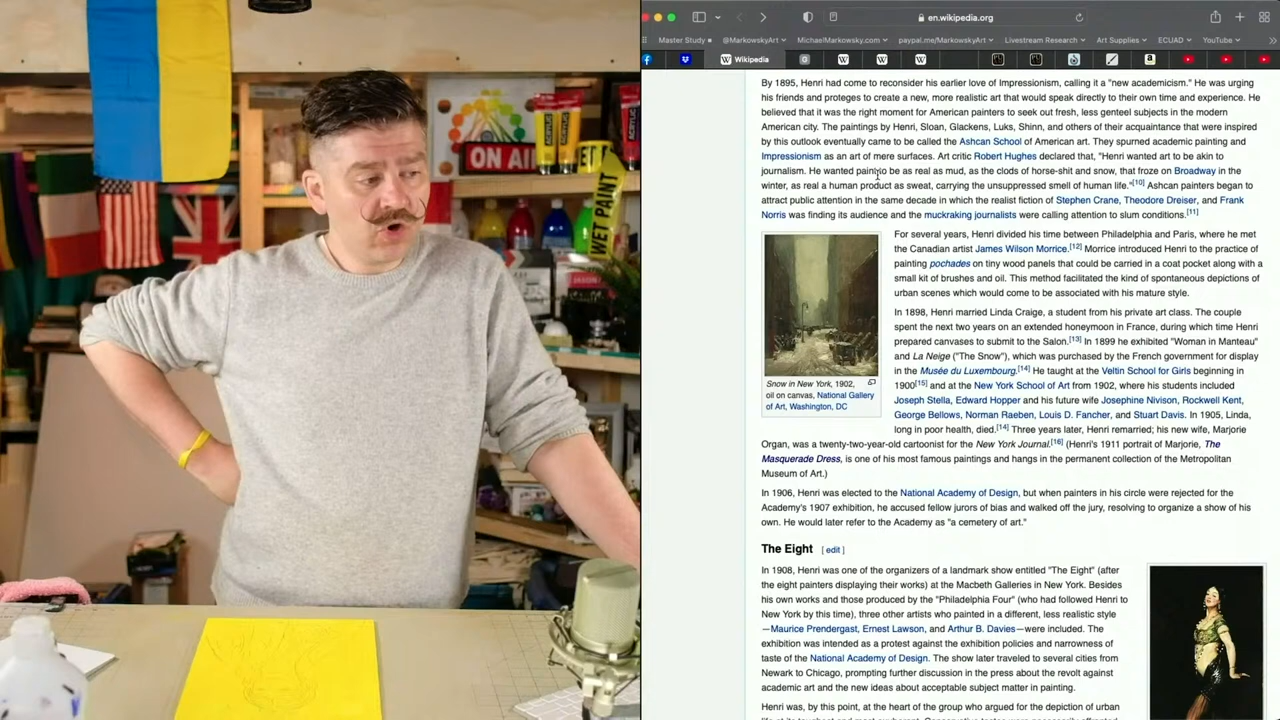 ON AIR
ACRYLIC
ACRYLIC
WET PAINT
en.wikipedia.org
Master Study
@MarkowskyArt
MichaelMarkowsky.com
paypal.me/MarkowskyArt
Livestream Research
Art Supplies
ECUAD
YouTube
Wikipedia
By 1895, Henri had come to reconsider his earlier love of Impressionism, calling it a "new academicism." He was urging
his friends and proteges to create a new, more realistic art that would speak directly to their own time and experience. He
believed that it was the right moment for American painters to seek out fresh, less genteel subjects in the modern
American city. The paintings by Henri, Sloan, Glackens, Luks, Shinn, and others of their acquaintance that were inspired
by this outlook eventually came to be called the Ashcan School of American art. They spurned academic painting and
Impressionism as an art of mere surfaces. Art critic Robert Hughes declared that, "Henri wanted art to be akin to
journalism. He wanted paint to be as real as mud, as the clods of horse-shit and snow, that froze on Broadway in the
winter, as real a human product as sweat, carrying the unsuppressed smell of human life."[10] Ashcan painters began to
attract public attention in the same decade in which the realist fiction of Stephen Crane, Theodore Dreiser, and Frank
Norris was finding its audience and the muckraking journalists were calling attention to slum conditions.[11]
For several years, Henri divided his time between Philadelphia and Paris, where he met
the Canadian artist James Wilson Morrice.[12] Morrice introduced Henri to the practice of
painting pochades on tiny wood panels that could be carried in a coat pocket along with a
small kit of brushes and oil. This method facilitated the kind of spontaneous depictions of
urban scenes which would come to be associated with his mature style.
In 1898, Henri married Linda Craige, a student from his private art class. The couple
spent the next two years on an extended honeymoon in France, during which time Henri
prepared canvases to submit to the Salon.[13] In 1899 he exhibited "Woman in Manteau"
and La Neige ("The Snow"), which was purchased by the French government for display
in the Musée du Luxembourg.[14] He taught at the Veltin School for Girls beginning in
1900[15] and at the New York School of Art from 1902, where his students included
Joseph Stella, Edward Hopper and his future wife Josephine Nivison, Rockwell Kent,
George Bellows, Norman Raeben, Louis D. Fancher, and Stuart Davis. In 1905, Linda,
long in poor health, died.[14] Three years later, Henri remarried; his new wife, Marjorie
Organ, was a twenty-two-year-old cartoonist for the New York Journal.[16] (Henri's 1911 portrait of Marjorie, The
Masquerade Dress, is one of his most famous paintings and hangs in the permanent collection of the Metropolitan
Museum of Art.)
Snow in New York, 1902,
oil on canvas, National Gallery
of Art, Washington, DC
In 1906, Henri was elected to the National Academy of Design, but when painters in his circle were rejected for the
Academy's 1907 exhibition, he accused fellow jurors of bias and walked off the jury, resolving to organize a show of his
own. He would later refer to the Academy as "a cemetery of art."
The Eight [ edit ]
In 1908, Henri was one of the organizers of a landmark show entitled "The Eight" (after
the eight painters displaying their works) at the Macbeth Galleries in New York. Besides
his own works and those produced by the "Philadelphia Four" (who had followed Henri to
New York by this time), three other artists who painted in a different, less realistic style
—Maurice Prendergast, Ernest Lawson, and Arthur B. Davies—were included. The
exhibition was intended as a protest against the exhibition policies and narrowness of
taste of the National Academy of Design. The show later traveled to several cities from
Newark to Chicago, prompting further discussion in the press about the revolt against
academic art and the new ideas about acceptable subject matter in painting.
Henri was, by this point, at the heart of the group who argued for the depiction of urban